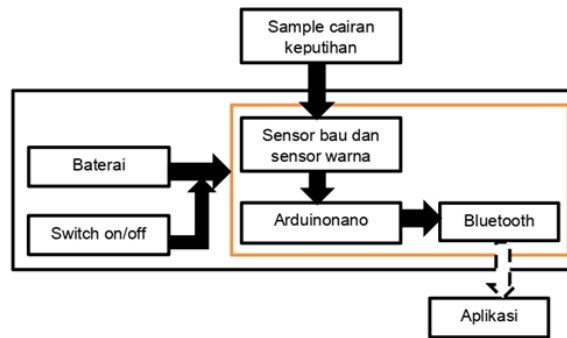 Sample cairan
keputihan
Sensor bau dan
sensor warna
Baterai
Switch on/off
Arduinonano
Bluetooth
Aplikasi